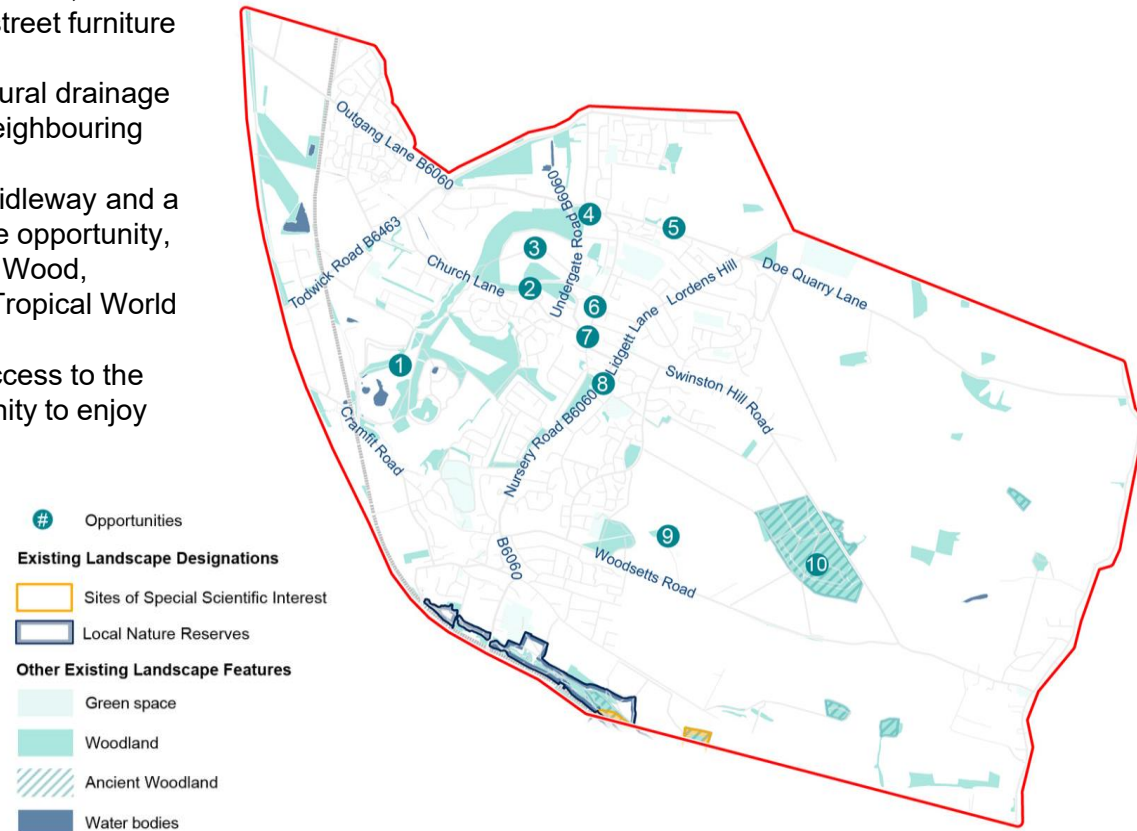 street furniture
ural drainage
eighbouring
idleway and a
e opportunity,
Wood,
Tropical World
ccess to the
nity to enjoy
Outgang Lane B6060
Todwick Road B6463
Church Lane
Undergate Road B6060
Lordens Hill
Doe Quarry Lane
Lidgett Lane
Swinston Hill Road
Nursery Road B6060
Cramfit Road
B6060
Woodsetts Road
1
2
3
4
5
6
7
8
9
10
# Opportunities
Existing Landscape Designations
Sites of Special Scientific Interest
Local Nature Reserves
Other Existing Landscape Features
Green space
Woodland
Ancient Woodland
Water bodies